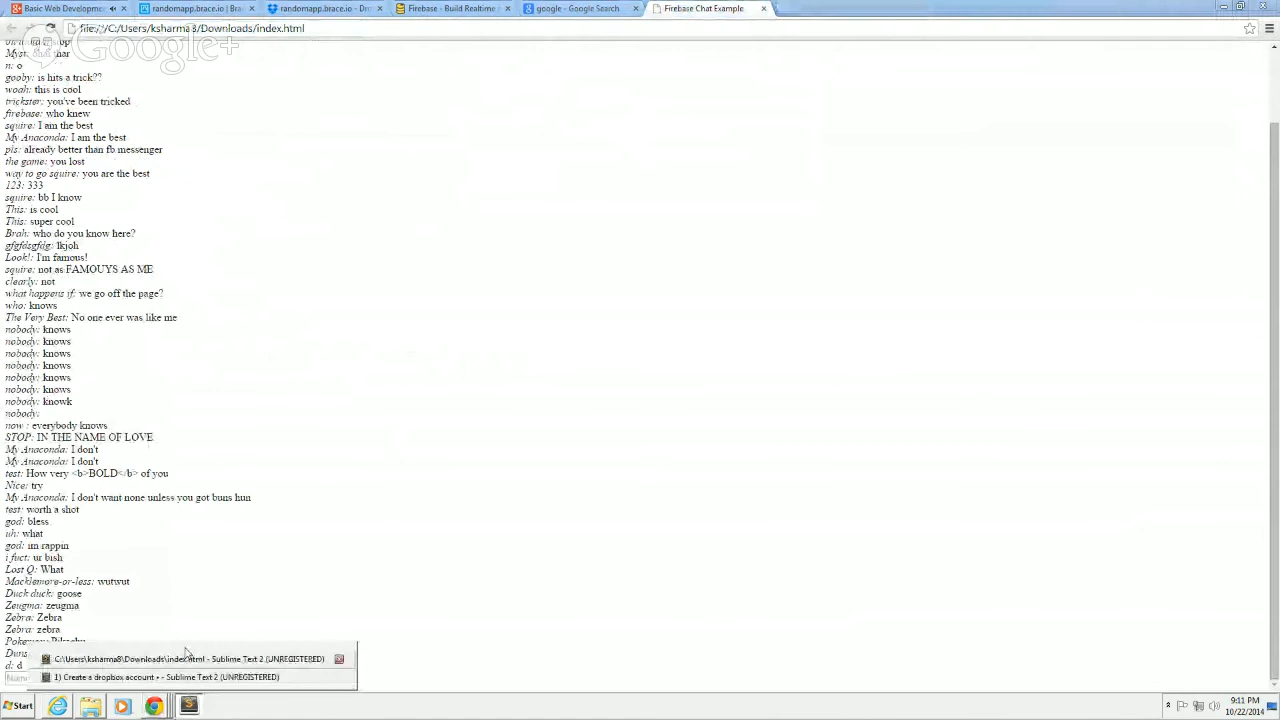 Basic Web Developme
randomapp.brace.io | Bra
randomapp.brace.io - Dro
Firebase - Build Realtime
google - Google Search
Firebase Chat Example
file:///C:/Users/ksharma8/Downloads/index.html
Google+
n: o
gooby: is hits a trick??
woah: this is cool
trickster: you've been tricked
firebase: who knew
squire: I am the best
My Anaconda: I am the best
pls: already better than fb messenger
the game: you lost
way to go squire: you are the best
123: 333
squire: bb I know
This: is cool
This: super cool
Brah: who do you know here?
gfgfdsgfdg: lkjoh
Look!: I'm famous!
squire: not as FAMOUYS AS ME
clearly: not
what happens if: we go off the page?
who: knows
The Very Best: No one ever was like me
nobody: knows
nobody: knows
nobody: knows
nobody: knows
nobody: knows
nobody: knows
nobody: knowk
nobody:
now : everybody knows
STOP: IN THE NAME OF LOVE
My Anaconda: I don't
My Anaconda: I don't
test: How very <b>BOLD</b> of you
Nice: try
My Anaconda: I don't want none unless you got buns hun
test: worth a shot
god: bless
uh: what
god: im rappin
i fuct: ur bish
Lost Q: What
Macklemore-or-less: wutwut
Duck duck: goose
Zeugma: zeugma
Zebra: Zebra
Zebra: zebra
Pokemon: Pikachu
d: d
Name
C:\Users\ksharma8\Downloads\index.html - Sublime Text 2 (UNREGISTERED)
1) Create a dropbox account • - Sublime Text 2 (UNREGISTERED)
Start
9:11 PM
10/22/2014